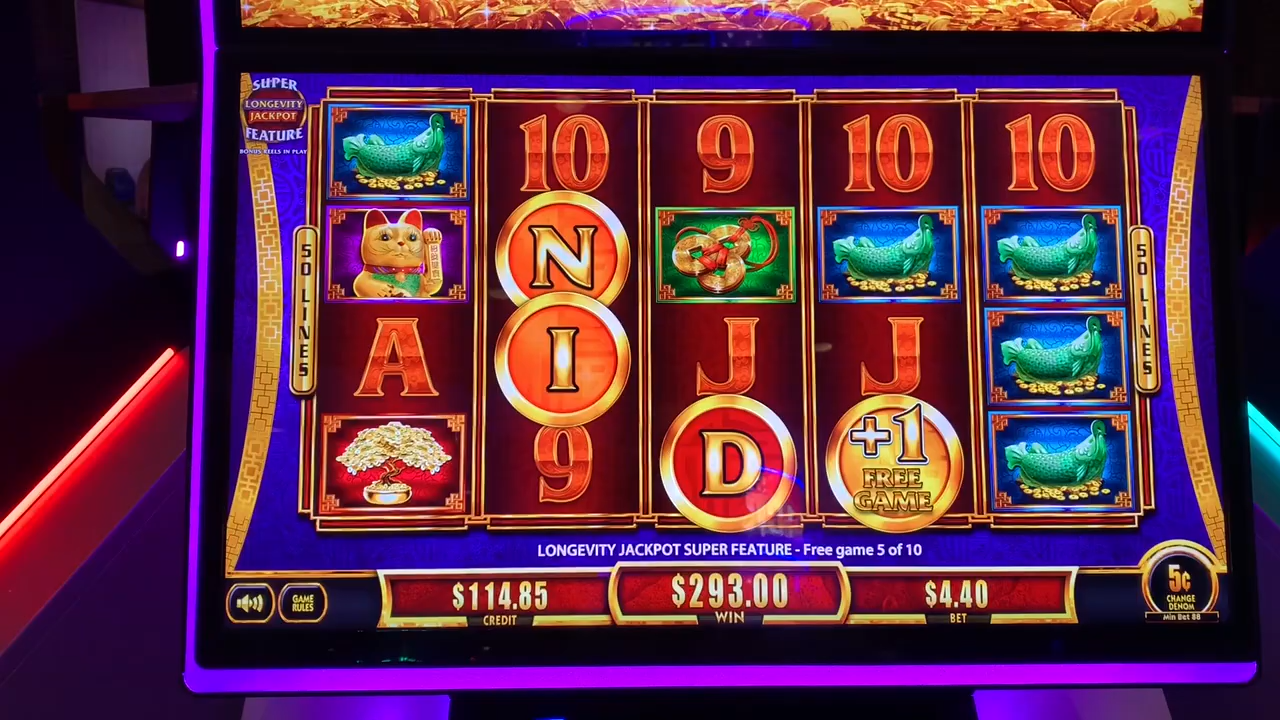 SUPER
LONGEVITY
JACKPOT
FEATURE
BONUS REELS IN PLAY
10 9 10 10
N
I
A J J
9 D +1
FREE
GAME
50 LINES
50 LINES
LONGEVITY JACKPOT SUPER FEATURE - Free game 5 of 10
GAME
RULES
$114.85
CREDIT
$293.00
WIN
$4.40
BET
5¢
CHANGE
DENOM
Min Bet 88